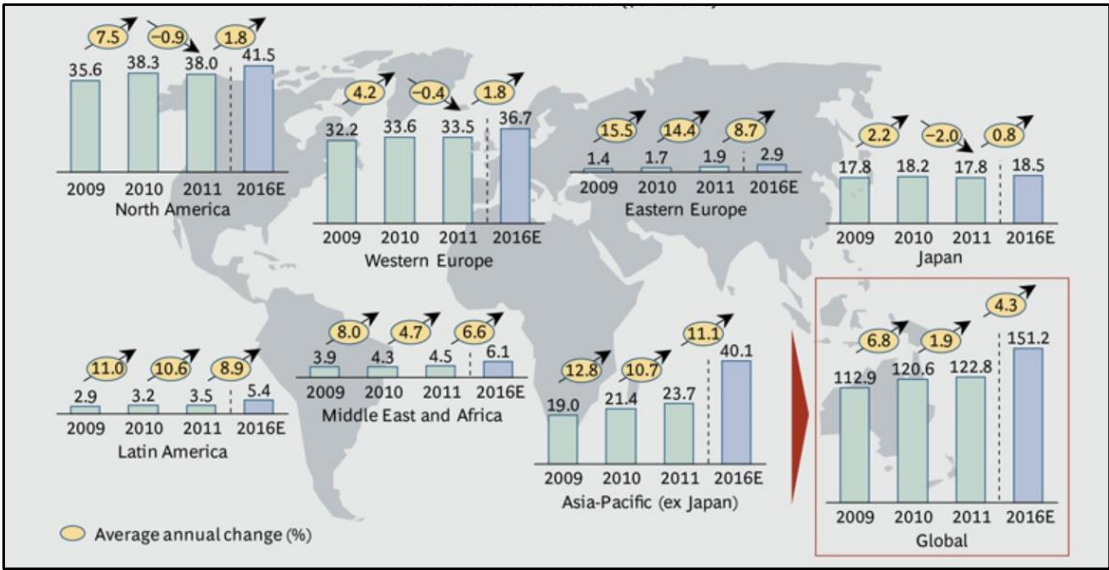 7.5 −0.9 1.8
35.6 38.3 38.0 41.5
2009 2010 2011 2016E
North America
4.2 −0.4 1.8
32.2 33.6 33.5 36.7
2009 2010 2011 2016E
Western Europe
15.5 14.4 8.7
1.4 1.7 1.9 2.9
2009 2010 2011 2016E
Eastern Europe
2.2 −2.0 0.8
17.8 18.2 17.8 18.5
2009 2010 2011 2016E
Japan
11.0 10.6 8.9
2.9 3.2 3.5 5.4
2009 2010 2011 2016E
Latin America
8.0 4.7 6.6
3.9 4.3 4.5 6.1
2009 2010 2011 2016E
Middle East and Africa
12.8 10.7 11.1
19.0 21.4 23.7 40.1
2009 2010 2011 2016E
Asia-Pacific (ex Japan)
6.8 1.9 4.3
112.9 120.6 122.8 151.2
2009 2010 2011 2016E
Global
Average annual change (%)